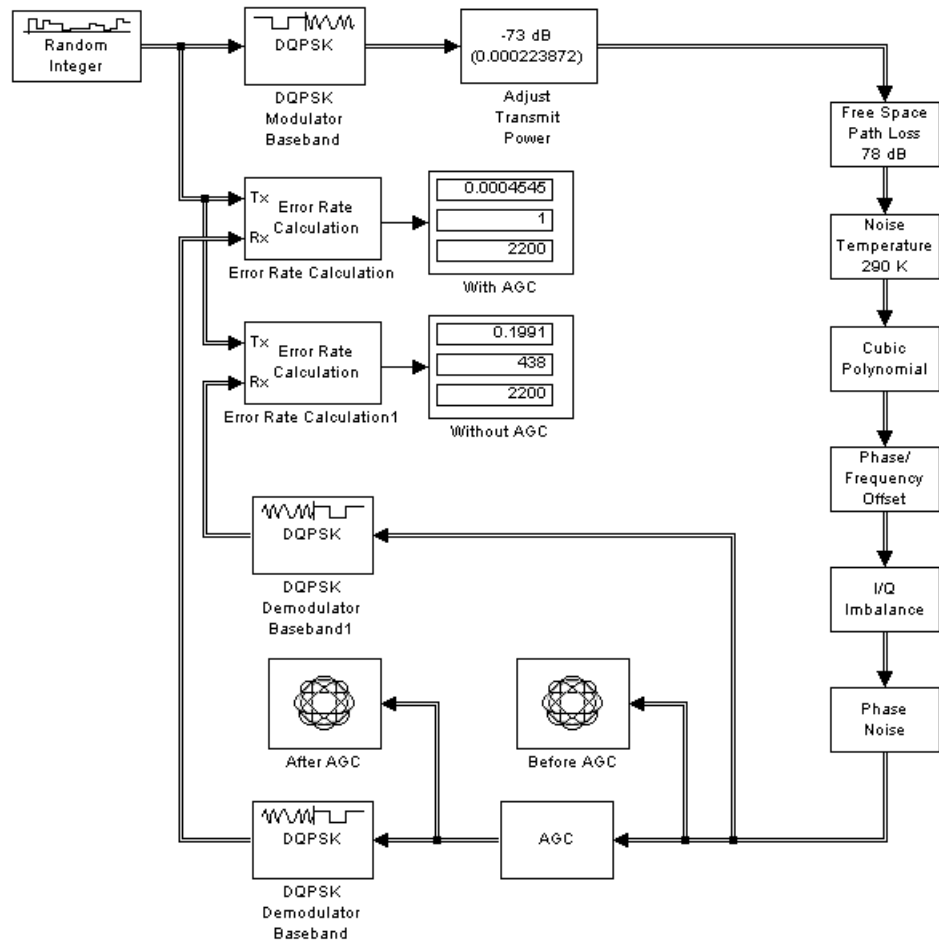 Random
Integer
DQPSK
DQPSK
Modulator
Baseband
-73 dB
(0.000223872)
Adjust
Transmit
Power
Free Space
Path Loss
78 dB
Noise
Temperature
290 K
Cubic
Polynomial
Phase/
Frequency
Offset
I/Q
Imbalance
Phase
Noise
Tx
Rx
Error Rate
Calculation
Error Rate Calculation
0.0004545
1
2200
With AGC
Tx
Rx
Error Rate
Calculation
Error Rate Calculation1
0.1991
438
2200
Without AGC
DQPSK
DQPSK
Demodulator
Baseband1
After AGC
Before AGC
DQPSK
DQPSK
Demodulator
Baseband
AGC